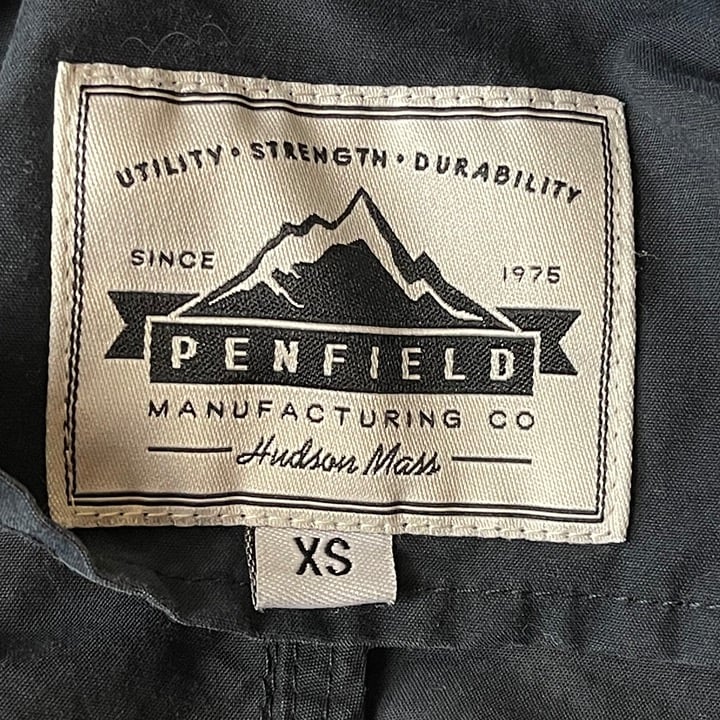 UTILITY • STRENGTH • DURABILITY
SINCE 1975
PENFIELD
MANUFACTURING CO
Hudson Mass
XS